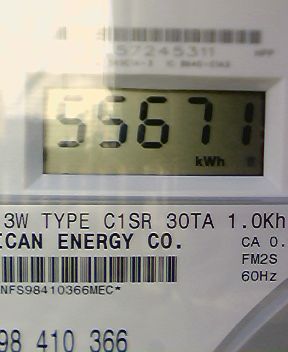 57245311
55671
kWh
3W TYPE C1SR 30TA 1.0Kh
ICAN ENERGY CO.
CA 0.
FM2S
60Hz
NFS98410366MEC*
98 410 366